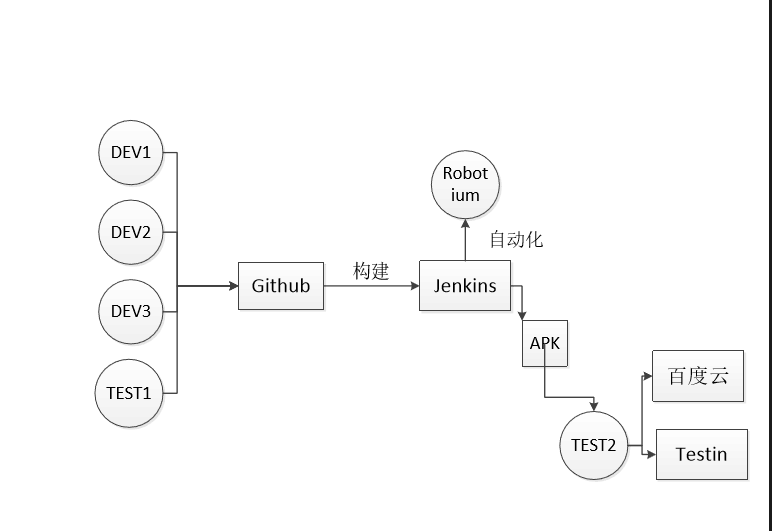 DEV1
DEV2
DEV3
TEST1
Github
构建
Robot
ium
自动化
Jenkins
APK
TEST2
百度云
Testin